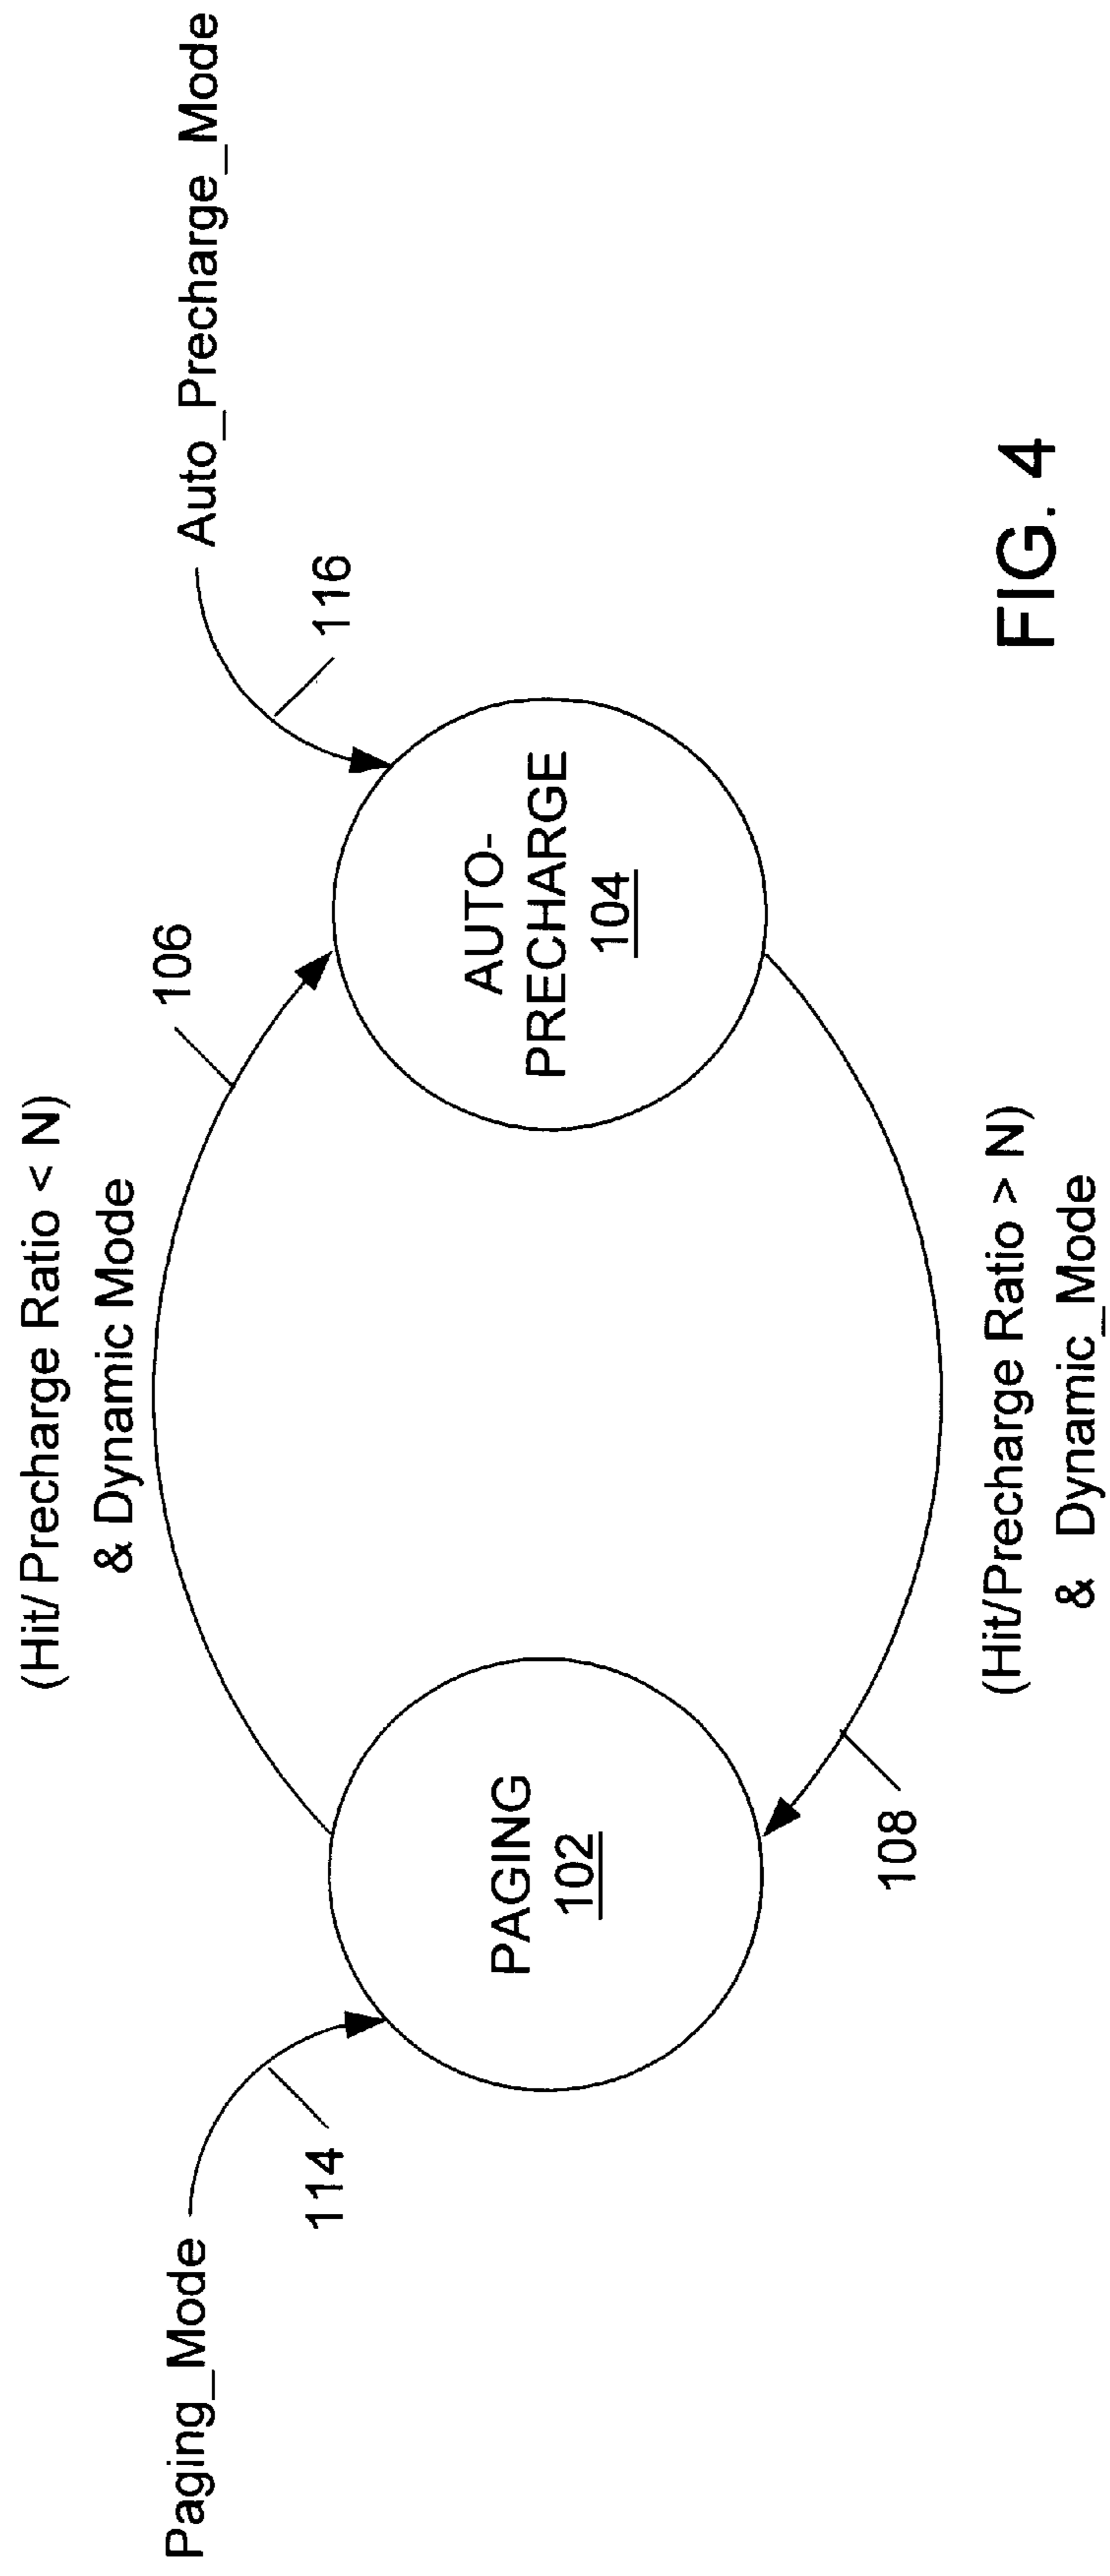 (Hit/ Precharge Ratio < N)
& Dynamic Mode
106
Paging_Mode
Auto_Precharge_Mode
114
116
PAGING
102
AUTO-
PRECHARGE
104
108
(Hit/Precharge Ratio > N)
& Dynamic_Mode
FIG. 4